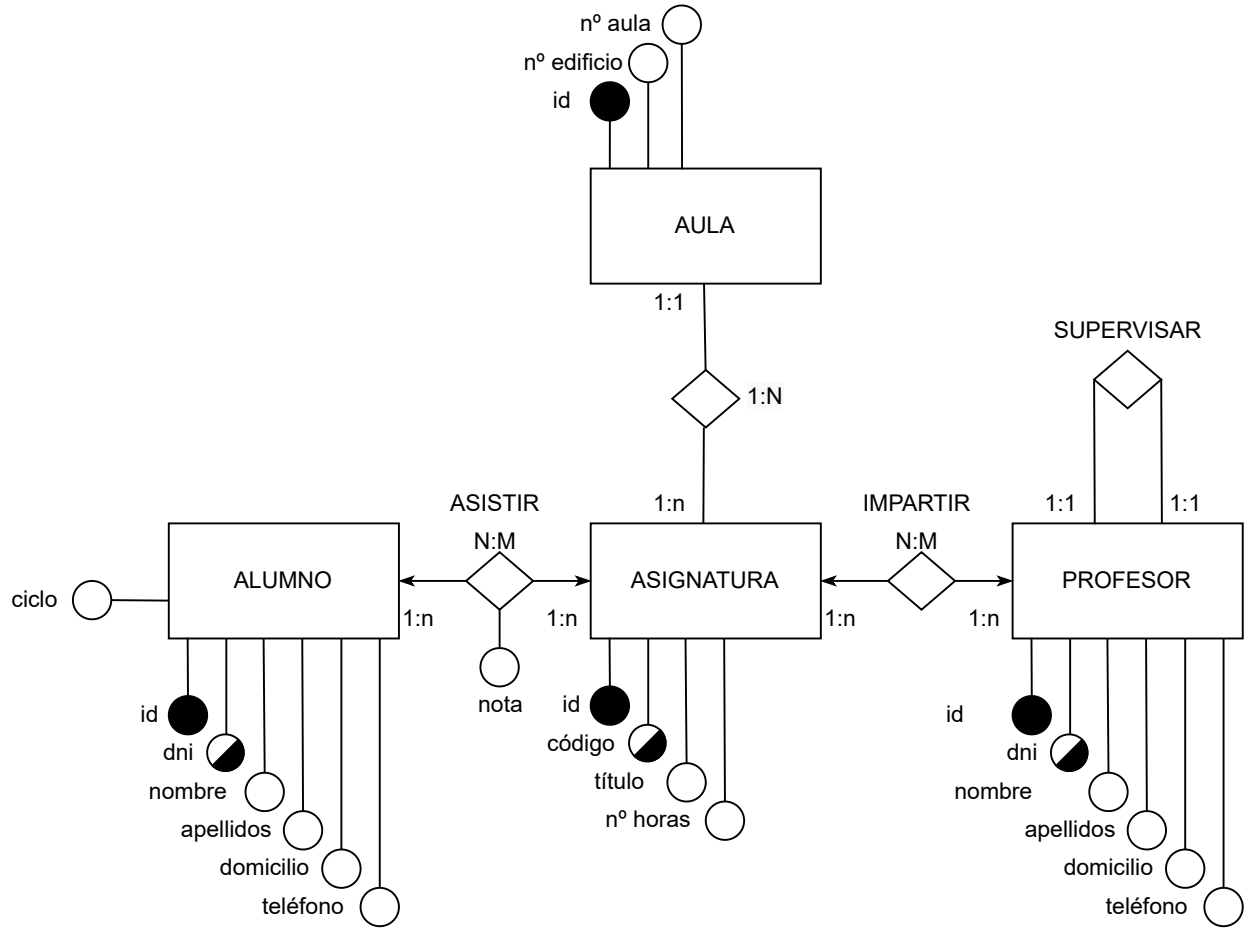 nº aula
nº edificio
id
AULA
1:1
SUPERVISAR
1:N
1:n
1:1
1:1
ASISTIR
IMPARTIR
N:M
N:M
ALUMNO
ASIGNATURA
PROFESOR
ciclo
1:n
1:n
1:n
1:n
nota
id
dni
nombre
apellidos
domicilio
teléfono
id
código
título
nº horas
id
dni
nombre
apellidos
domicilio
teléfono